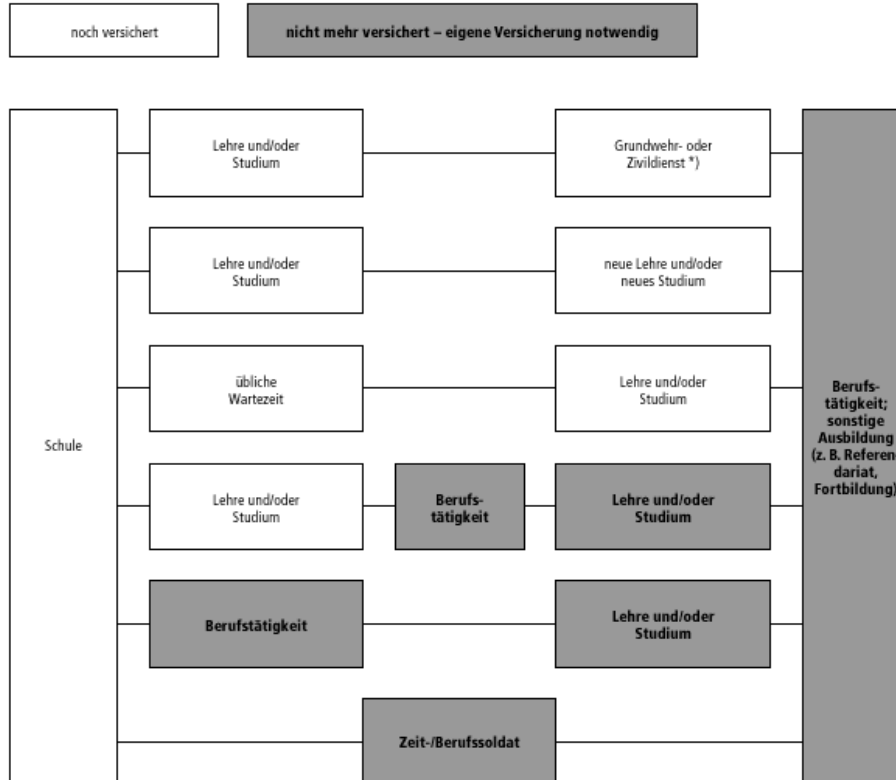 noch versichert
nicht mehr versichert – eigene Versicherung notwendig
Schule
Lehre und/oder
Studium
Grundwehr- oder
Zivildienst *)
Lehre und/oder
Studium
neue Lehre und/oder
neues Studium
übliche
Wartezeit
Lehre und/oder
Studium
Lehre und/oder
Studium
Berufs-
tätigkeit
Lehre und/oder
Studium
Berufstätigkeit
Lehre und/oder
Studium
Zeit-/Berufssoldat
Berufs-
tätigkeit;
sonstige
Ausbildung
(z. B. Referen-
dariat,
Fortbildung)